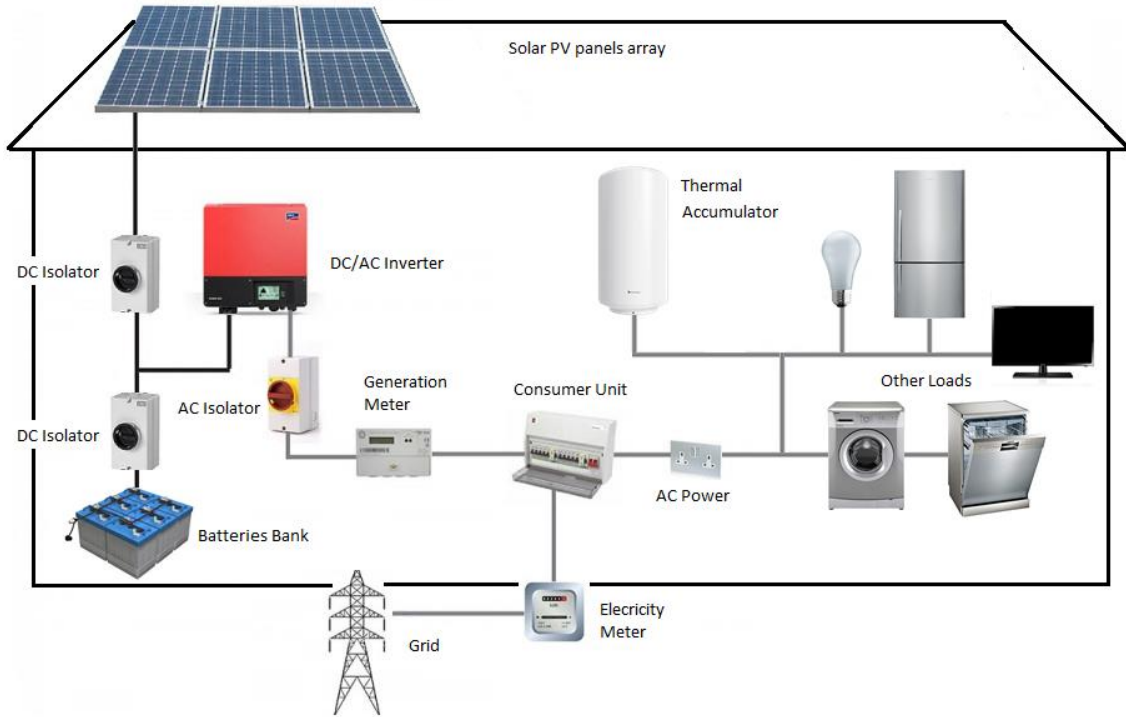 Solar PV panels array
Thermal
Accumulator
DC Isolator
DC/AC Inverter
Generation
Meter
Consumer Unit
Other Loads
AC Isolator
DC Isolator
AC Power
Batteries Bank
Elecricity
Meter
Grid